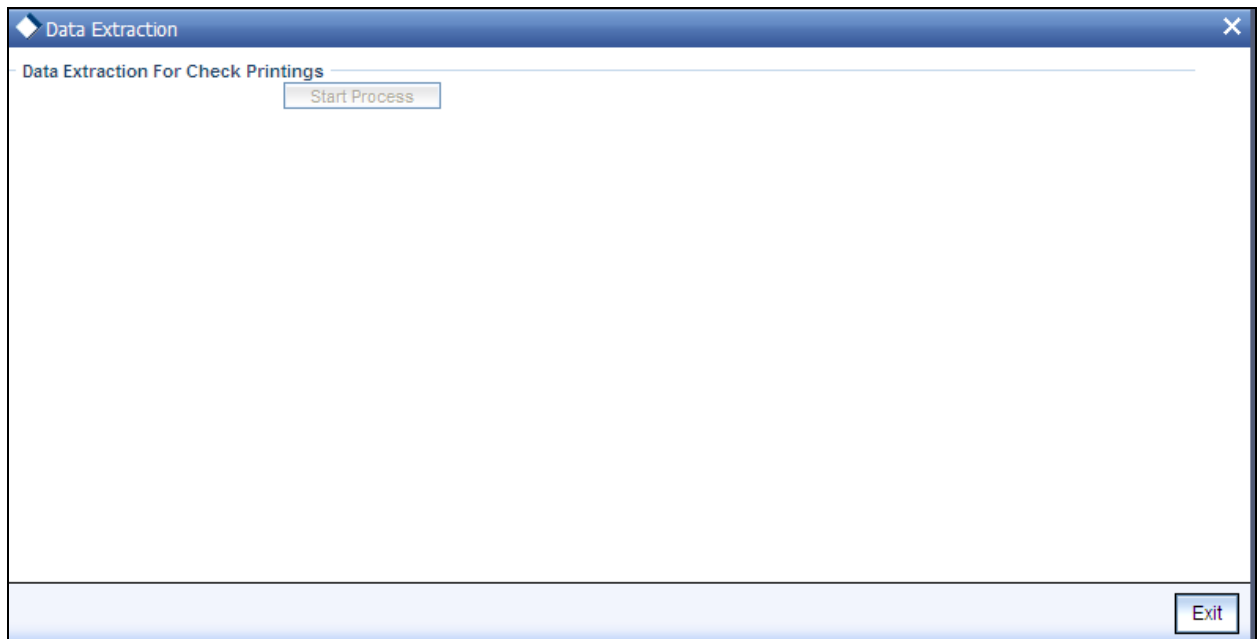 Data Extraction
Data Extraction For Check Printings
Start Process
Exit